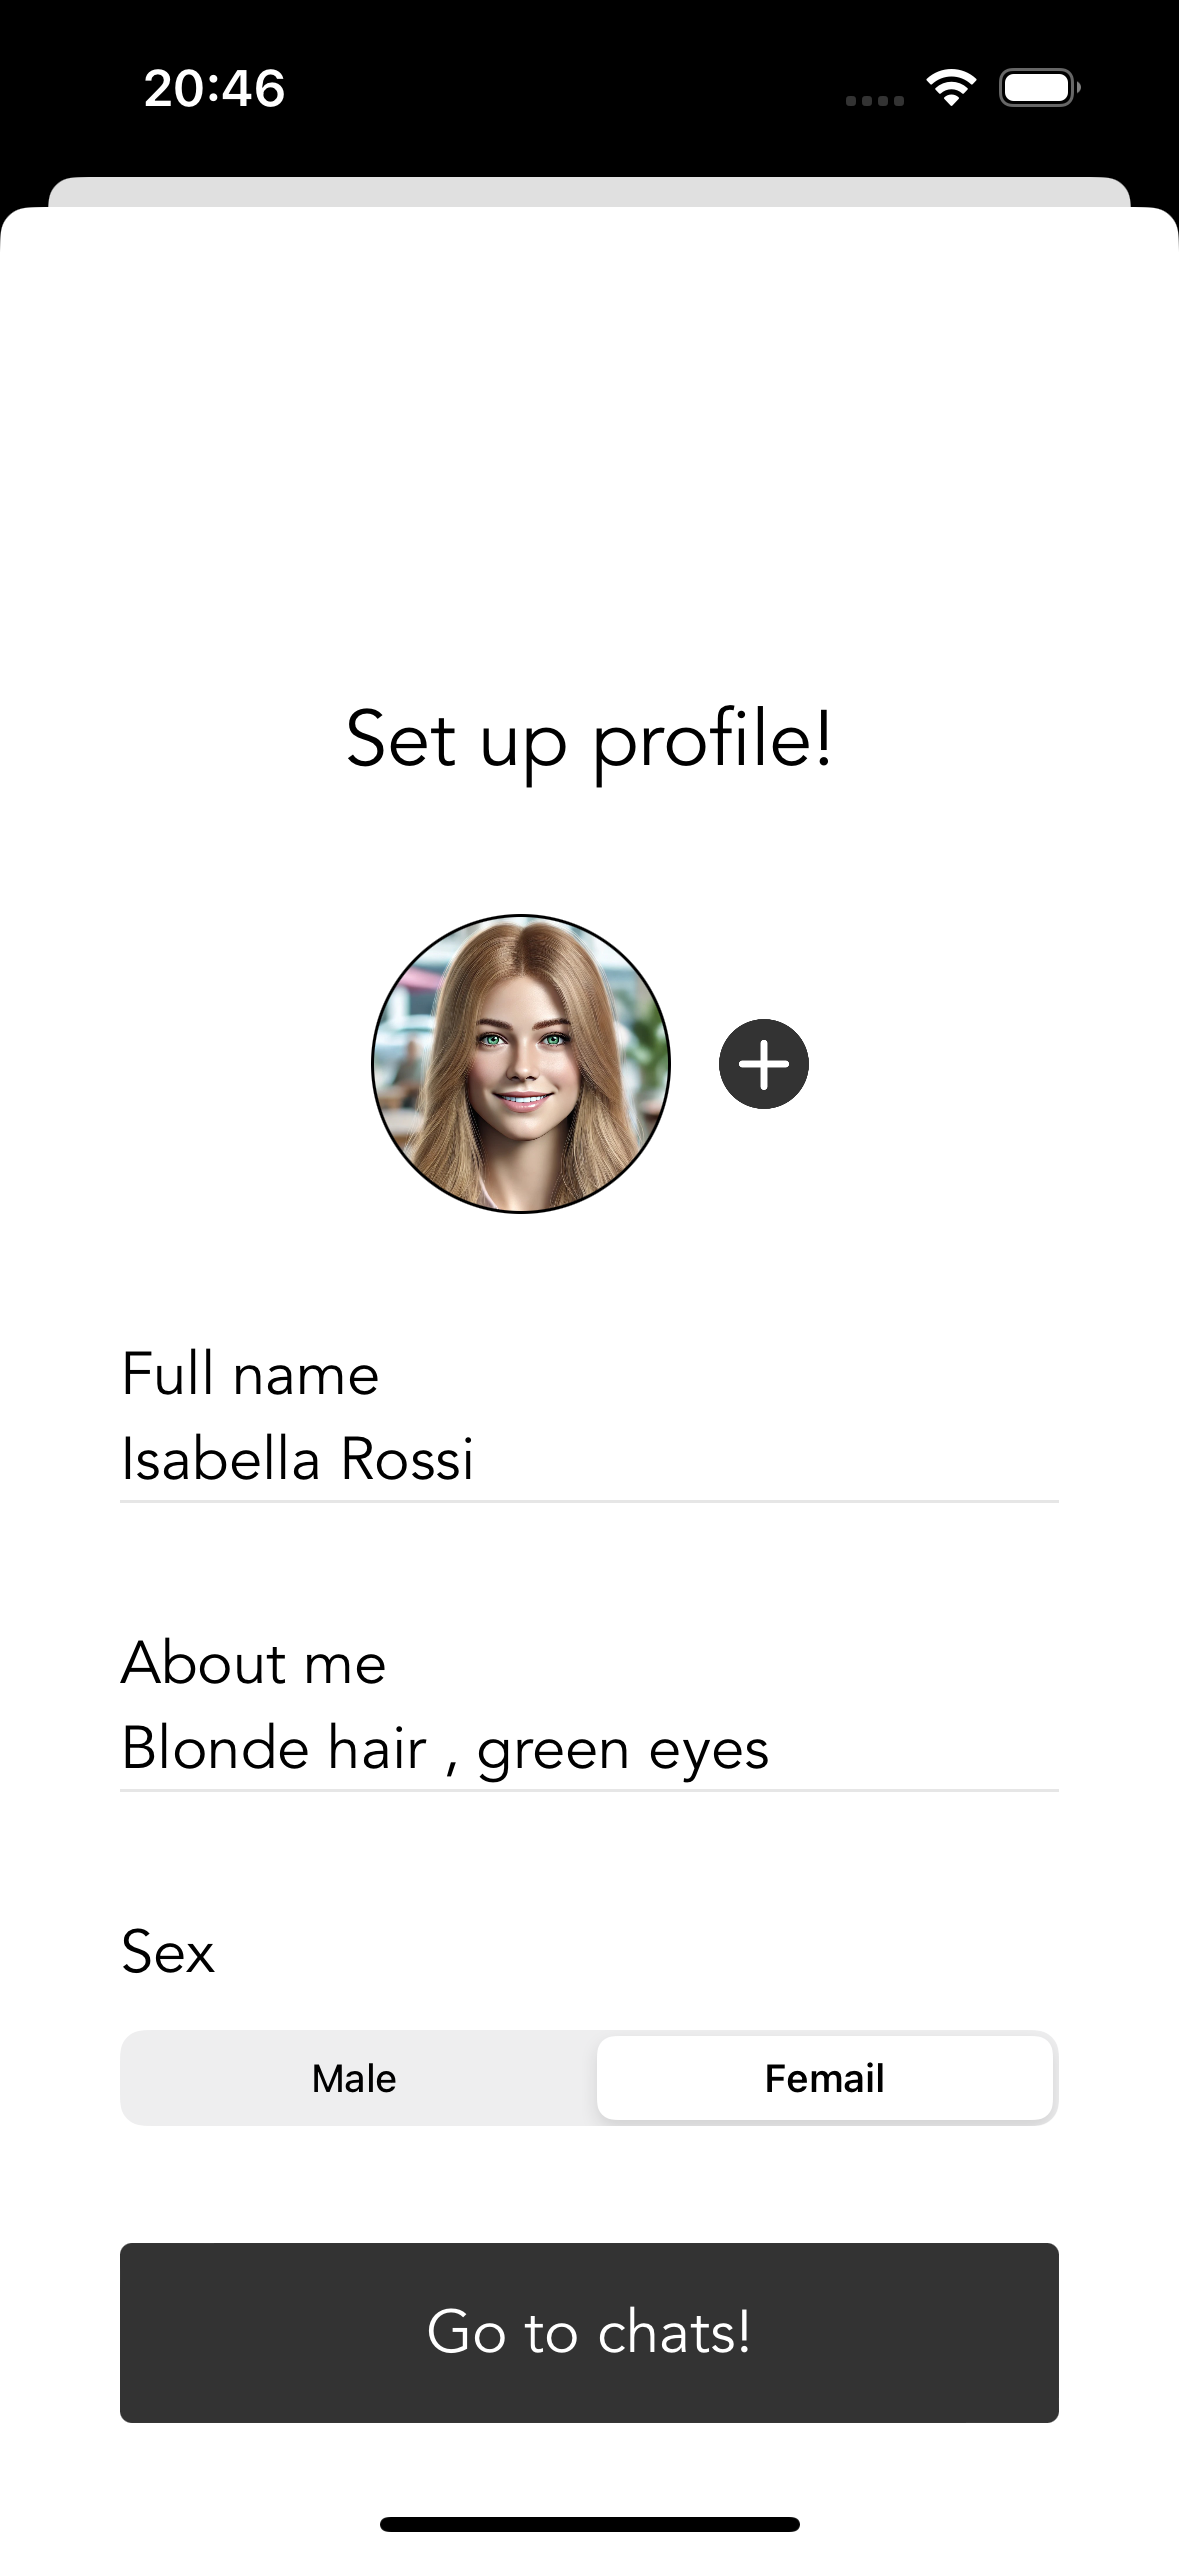 20:46
Set up profile!
Full name
Isabella Rossi
About me
Blonde hair , green eyes
Sex
Male
Femail
Go to chats!